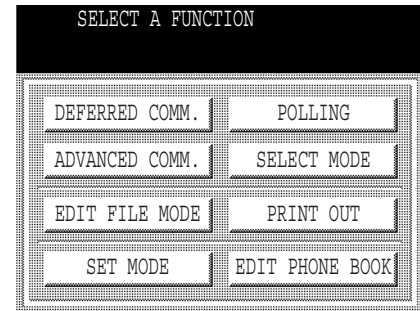 SELECT A FUNCTION
DEFERRED COMM. POLLING
ADVANCED COMM. SELECT MODE
EDIT FILE MODE PRINT OUT
SET MODE EDIT PHONE BOOK